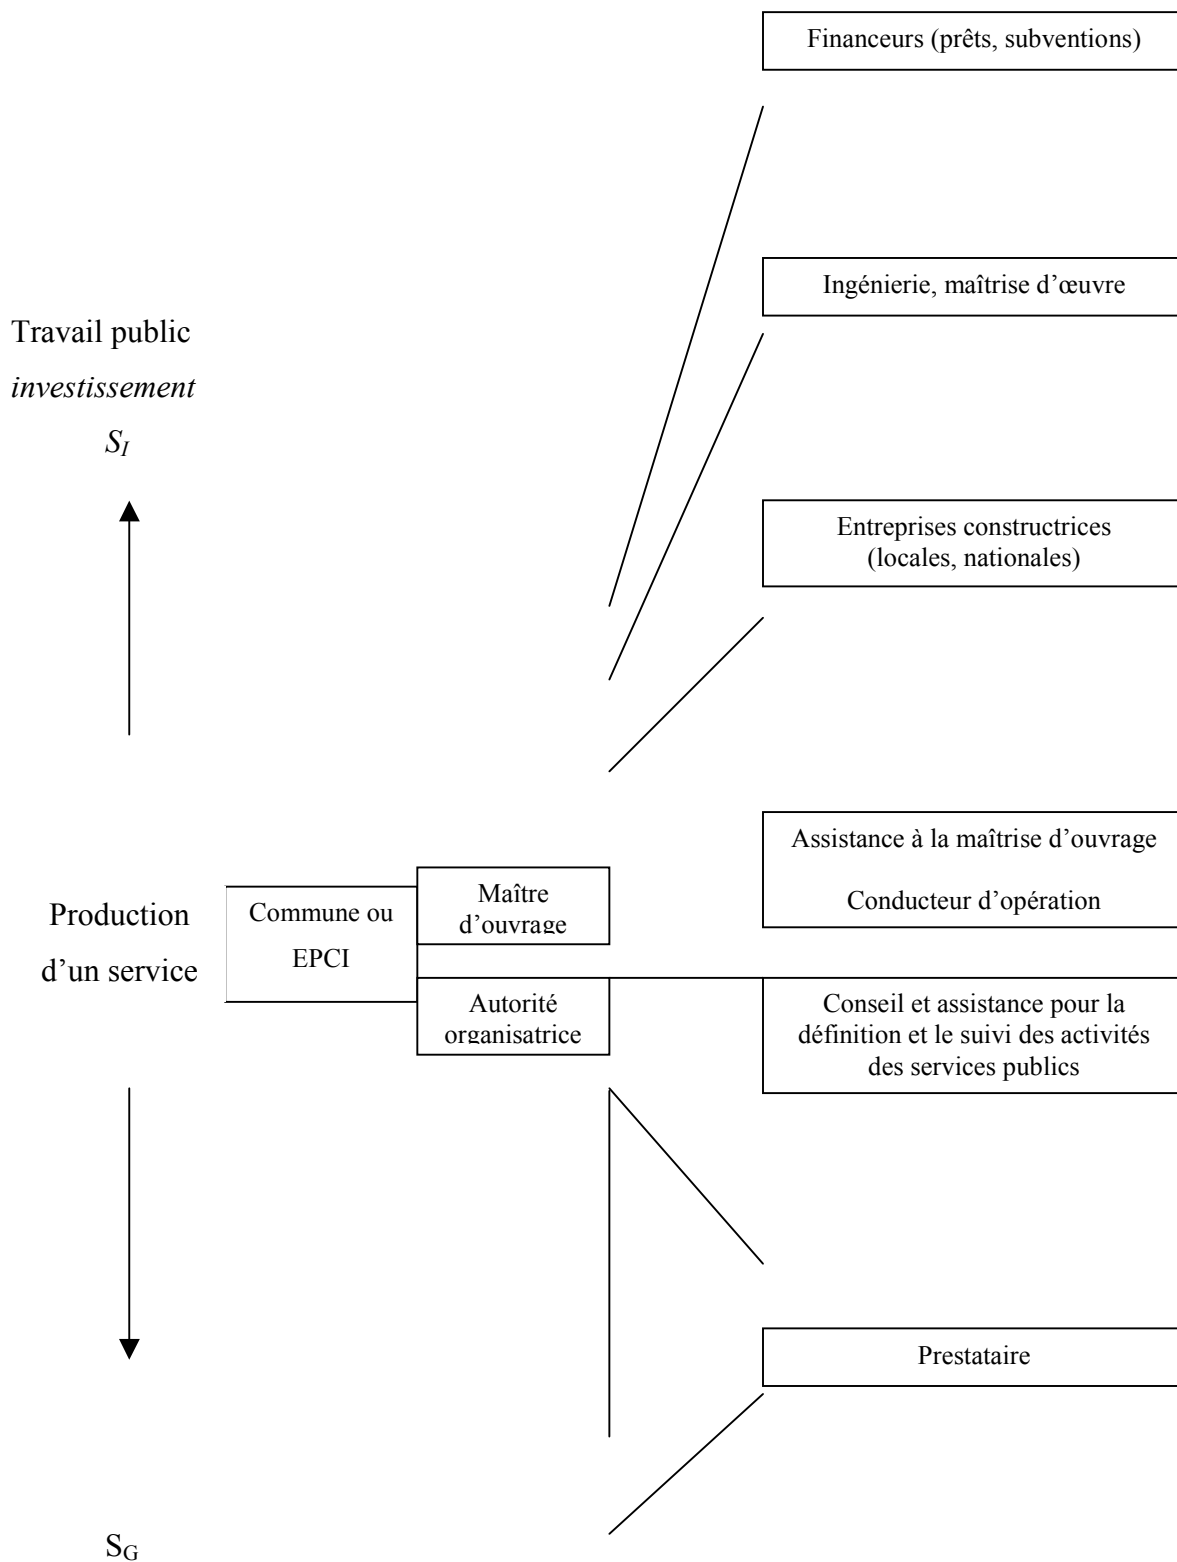 Financeurs (prêts, subventions)
Ingénierie, maîtrise d’œuvre
Travail public
investissement
S_I
Entreprises constructrices
(locales, nationales)
Assistance à la maîtrise d’ouvrage
Conducteur d’opération
Maître
d’ouvrage
Commune ou
EPCI
Production
d’un service
Autorité
organisatrice
Conseil et assistance pour la
définition et le suivi des activités
des services publics
Prestataire
S_G